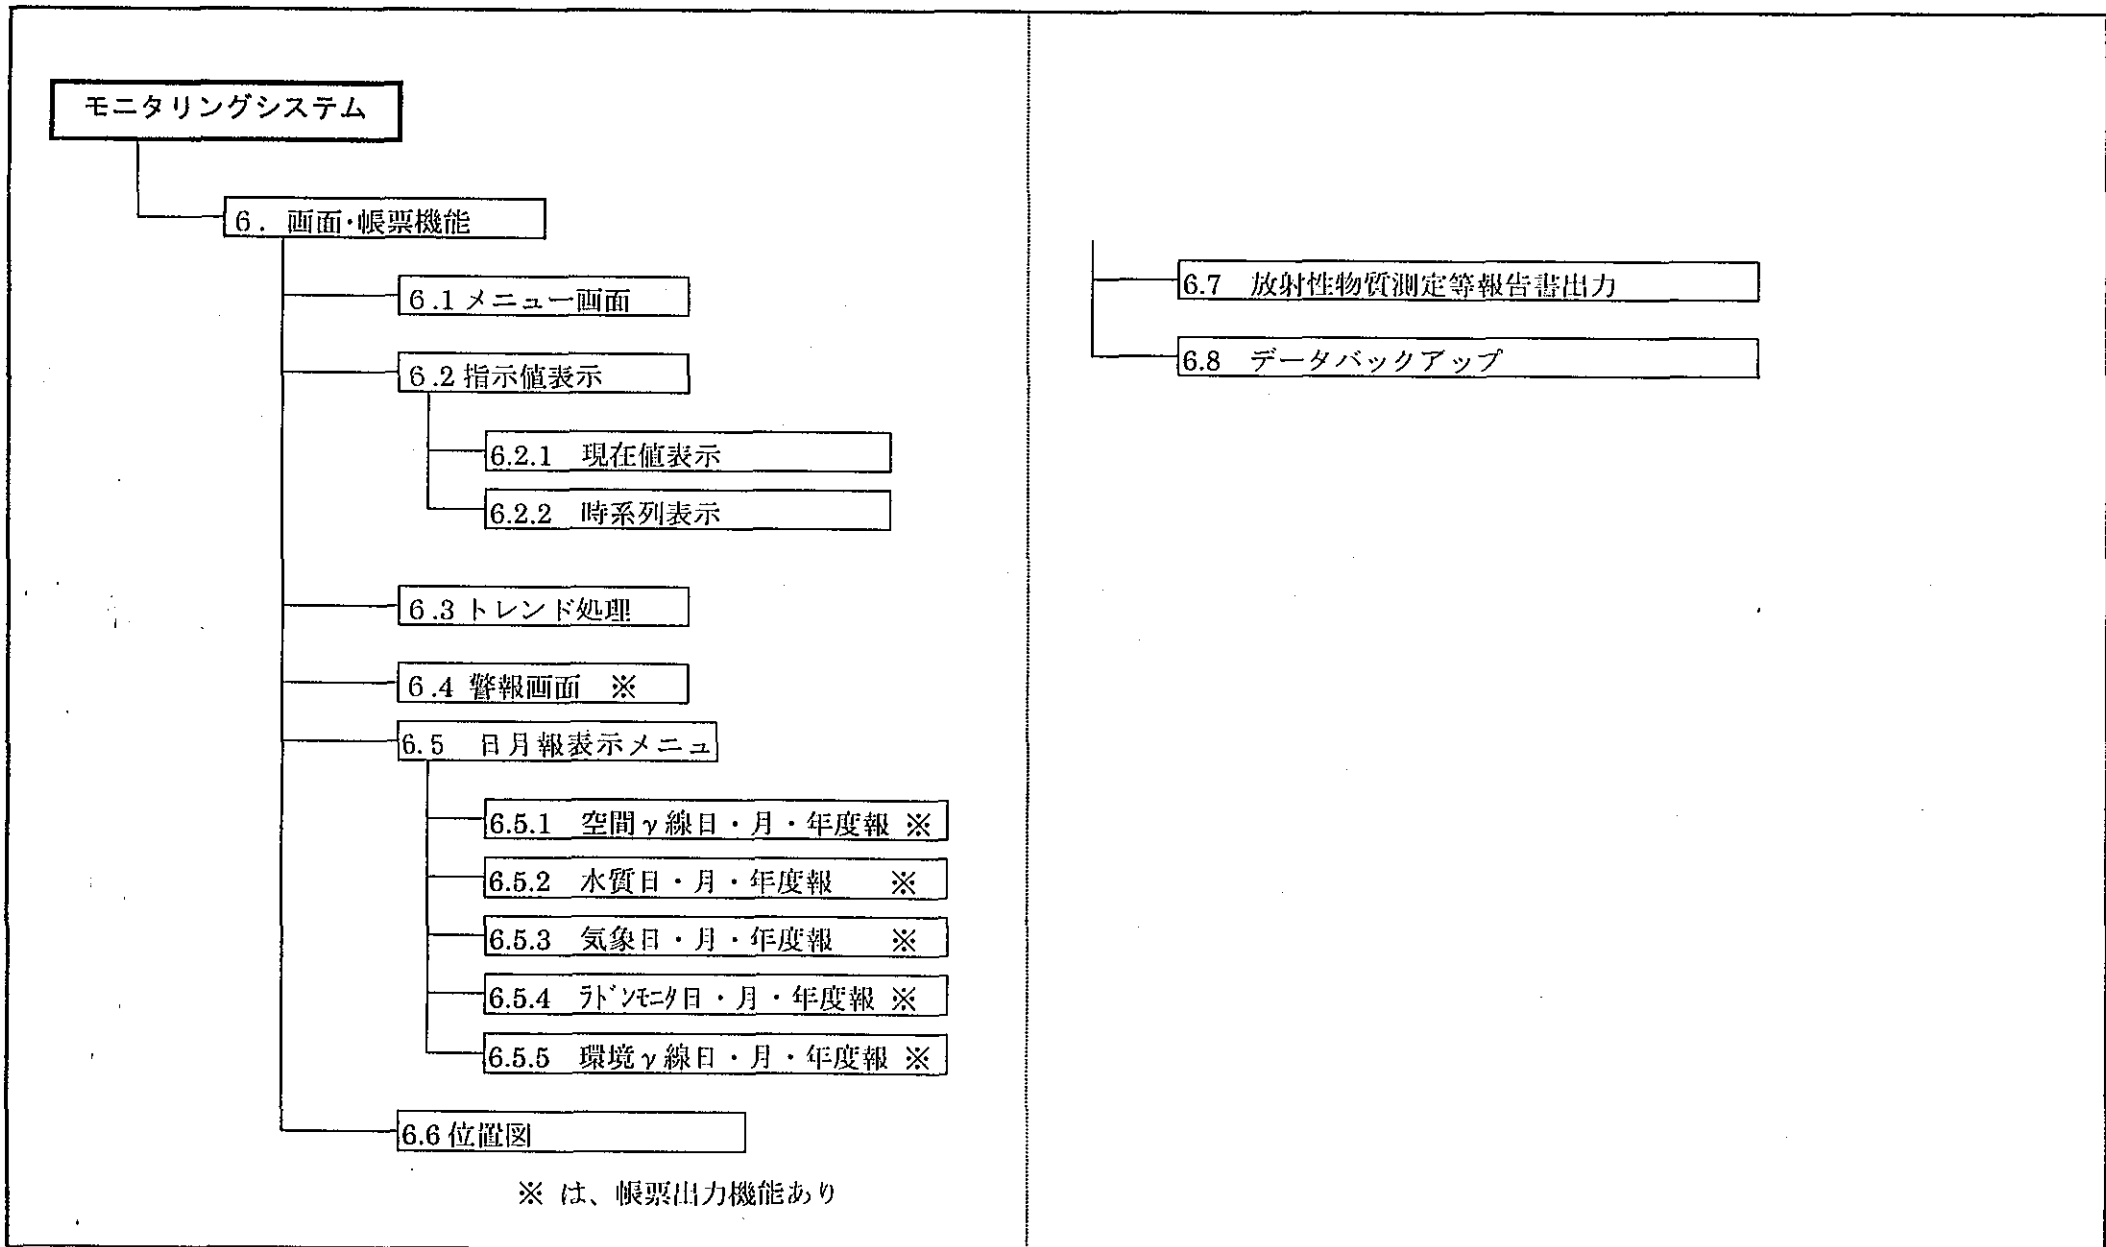 モニタリングシステム
6. 画面・帳票機能
6.1 メニュー画面
6.2 指示値表示
6.2.1 現在値表示
6.2.2 時系列表示
6.3 トレンド処理
6.4 警報画面 ※
6.5 日月報表示メニュ
6.5.1 空間γ線日・月・年度報 ※
6.5.2 水質日・月・年度報 ※
6.5.3 気象日・月・年度報 ※
6.5.4 ﾗﾄﾞﾝﾓﾆﾀ日・月・年度報 ※
6.5.5 環境γ線日・月・年度報 ※
6.6 位置図
※ は、帳票出力機能あり
6.7 放射性物質測定等報告書出力
6.8 データバックアップ